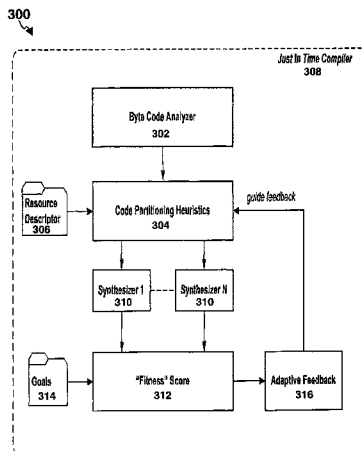 300
Just In Time Compiler
308
Byte Code Analyzer
302
guide feedback
Resource
Descriptor
306
Code Partitioning Heuristics
304
Synthesizer 1
310
Synthesizer N
310
Goals
314
"Fitness" Score
312
Adaptive Feedback
316